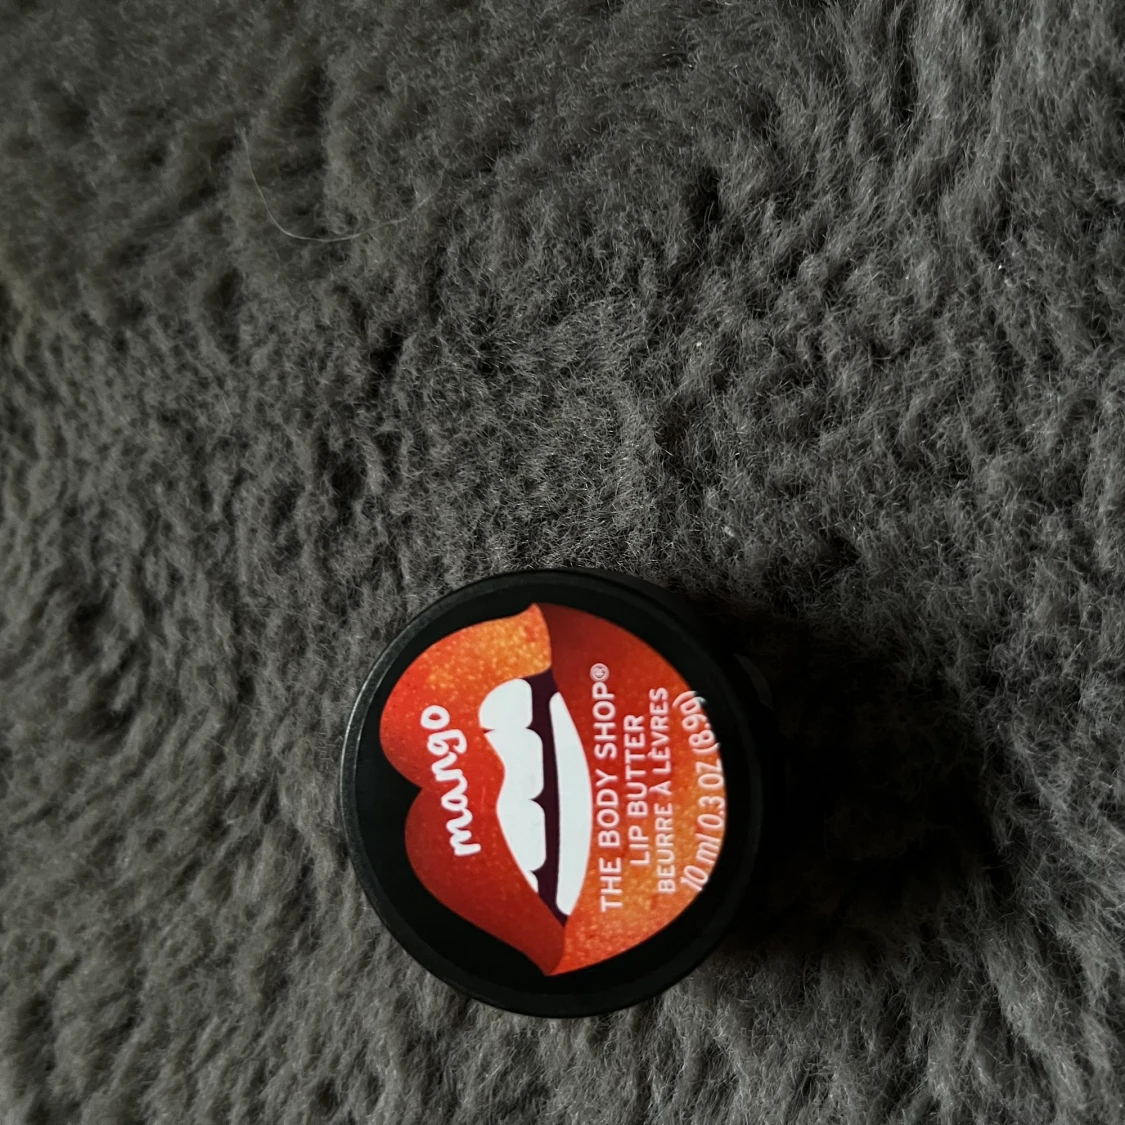 mango
THE BODY SHOP®
LIP BUTTER
BEURRE À LÈVRES
10 ml 0.3 OZ (8.9g)